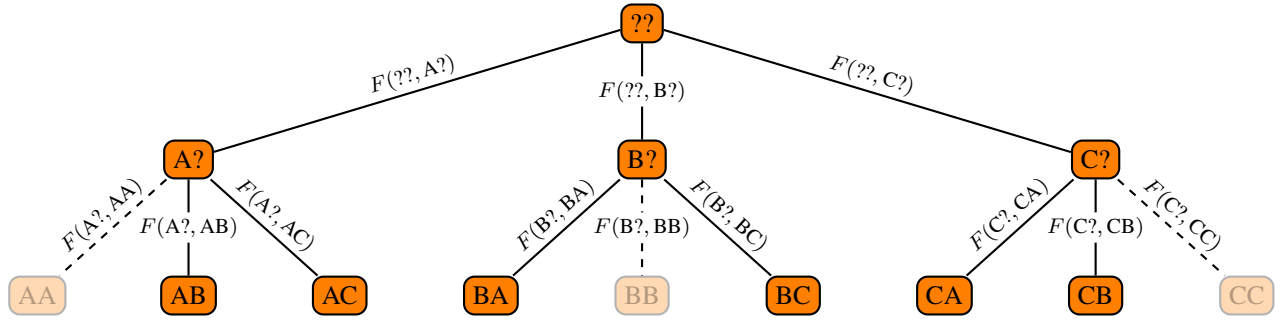 ??
F(??, A?)
F(??, B?)
F(??, C?)
A?
B?
C?
F(A?, AA)
F(A?, AB)
F(A?, AC)
F(B?, BA)
F(B?, BB)
F(B?, BC)
F(C?, CA)
F(C?, CB)
F(C?, CC)
AA
AB
AC
BA
BB
BC
CA
CB
CC